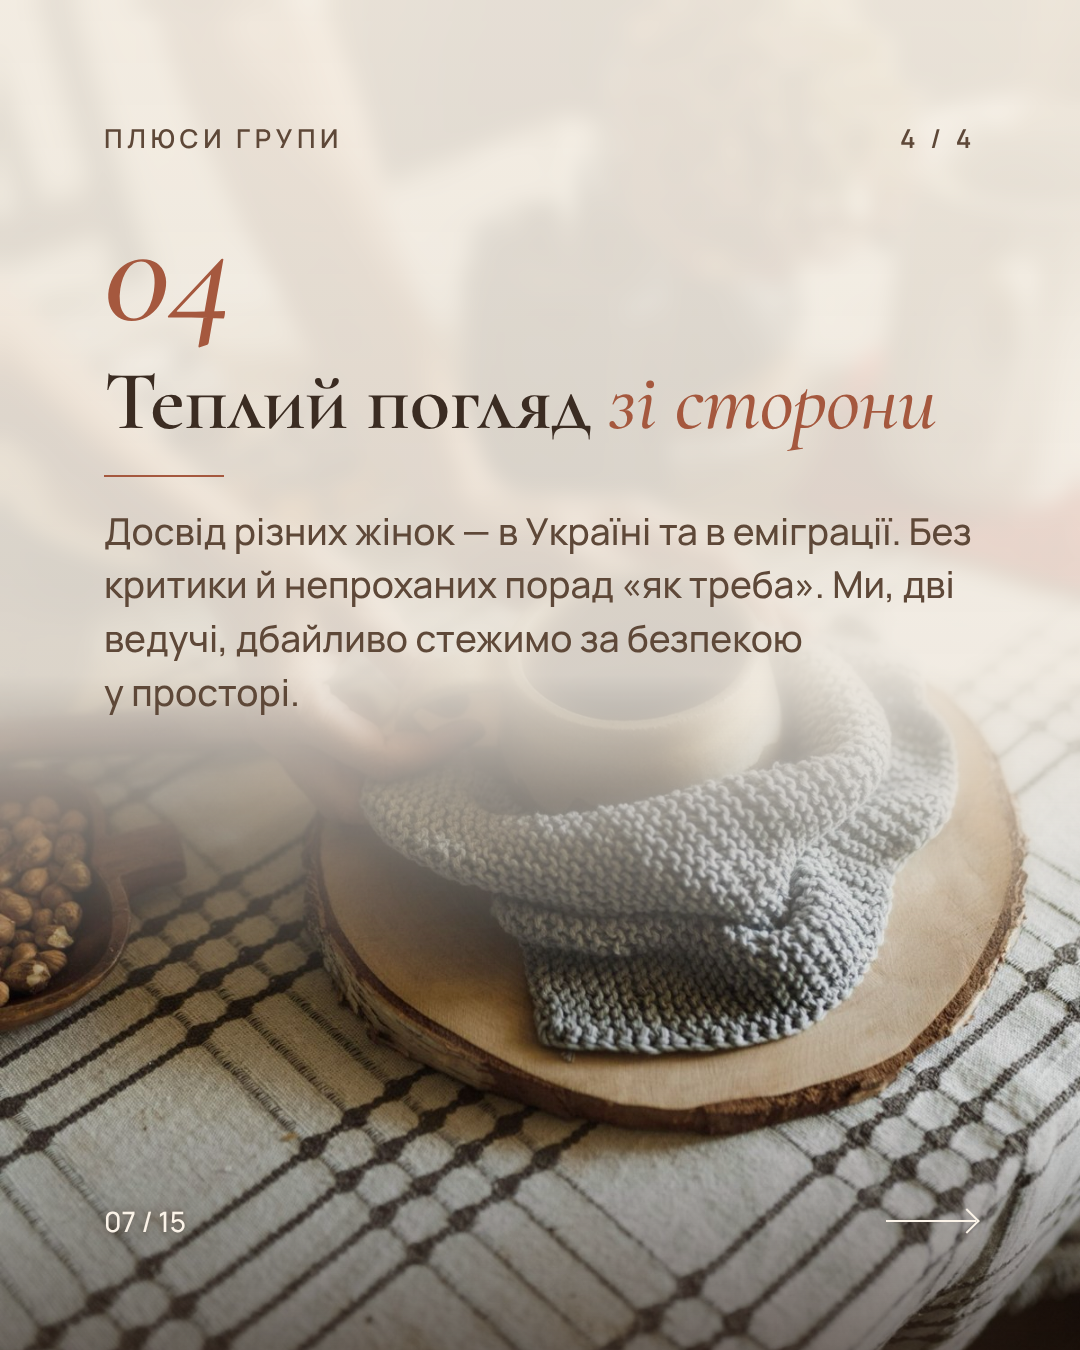 ПЛЮСИ ГРУПИ
4 / 4
04
Теплий погляд зі сторони
Досвід різних жінок — в Україні та в еміграції. Без
критики й непроханих порад «як треба». Ми, дві
ведучі, дбайливо стежимо за безпекою
у просторі.
07 / 15